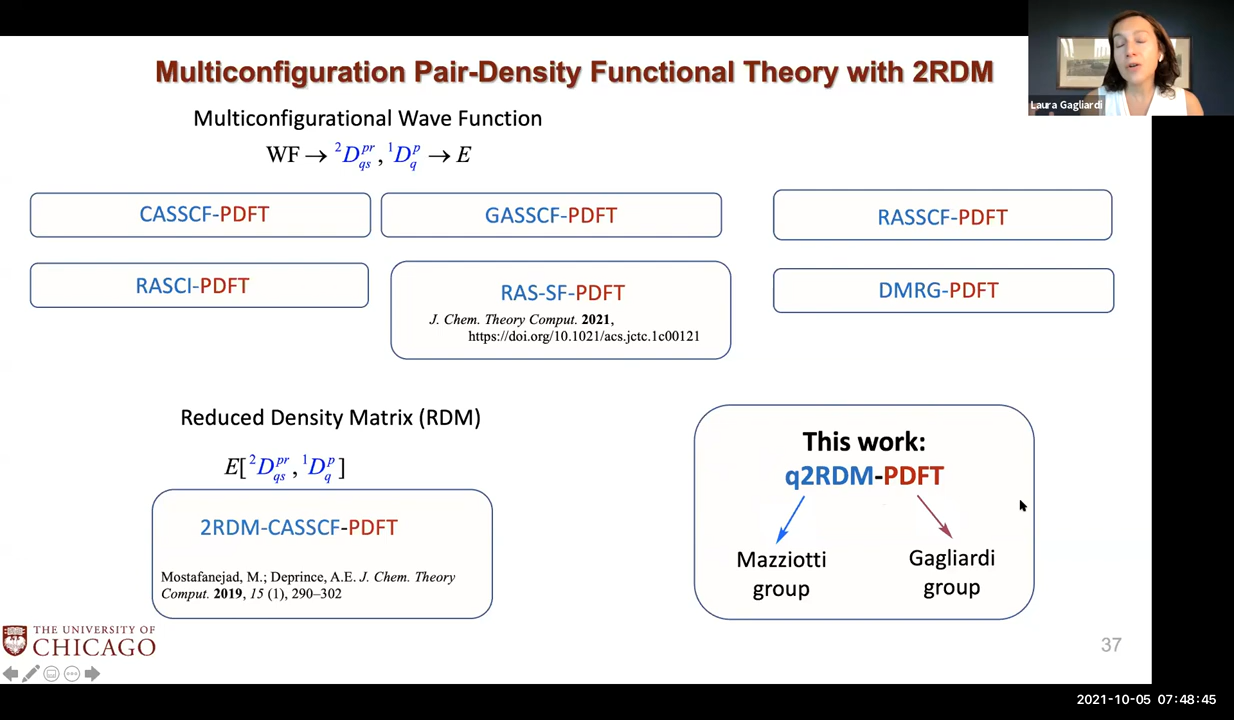 Multiconfiguration Pair-Density Functional Theory with 2RDM
Laura Gagliardi
Multiconfigurational Wave Function
WF → ²D^{pr}_{qs} , ¹D^{p}_{q} → E
CASSCF-PDFT
GASSCF-PDFT
RASSCF-PDFT
RASCI-PDFT
RAS-SF-PDFT
J. Chem. Theory Comput. 2021,
https://doi.org/10.1021/acs.jctc.1c00121
DMRG-PDFT
Reduced Density Matrix (RDM)
E[ ²D^{pr}_{qs} , ¹D^{p}_{q} ]
2RDM-CASSCF-PDFT
Mostafanejad, M.; Deprince, A.E. J. Chem. Theory
Comput. 2019, 15 (1), 290–302
This work:
q2RDM-PDFT
Mazziotti
group
Gagliardi
group
THE UNIVERSITY OF
CHICAGO
37
2021-10-05 07:48:45